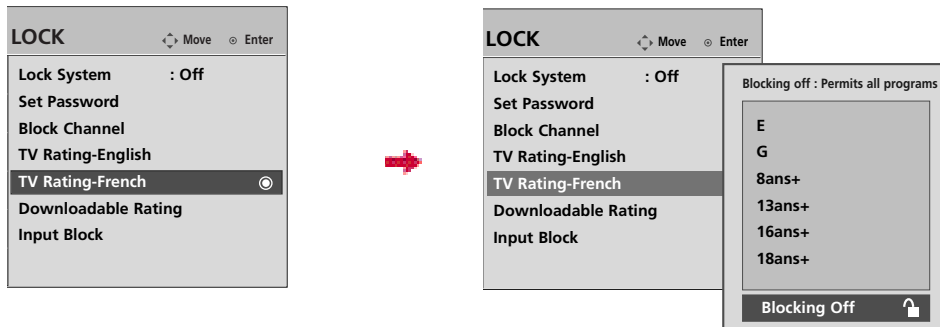 LOCK Move Enter
Lock System : Off
Set Password
Block Channel
TV Rating-English
TV Rating-French
Downloadable Rating
Input Block
LOCK Move Enter
Lock System : Off
Set Password
Block Channel
TV Rating-English
TV Rating-French
Downloadable Rating
Input Block
Blocking off : Permits all programs
E
G
8ans+
13ans+
16ans+
18ans+
Blocking Off